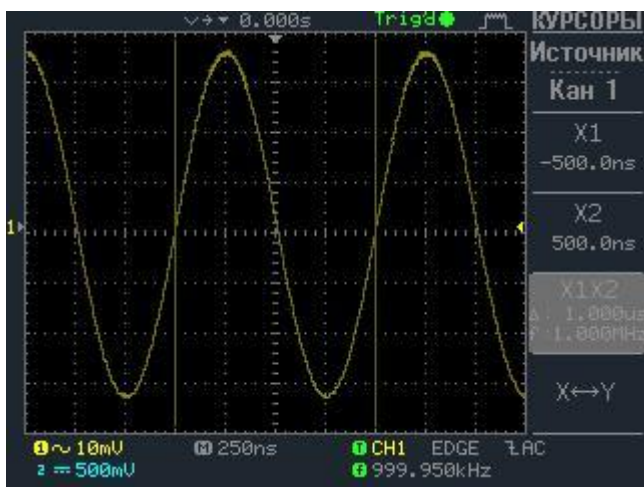 0.000s Trig'd
КУРСОРЫ
Источник
Кан 1
X1
-500.0ns
X2
500.0ns
X1X2
Δ 1.000us
f 1.000MHz
X↔Y
1
1 ~ 10mV M 250ns T CH1 EDGE AC
2 500mV f 999.950kHz